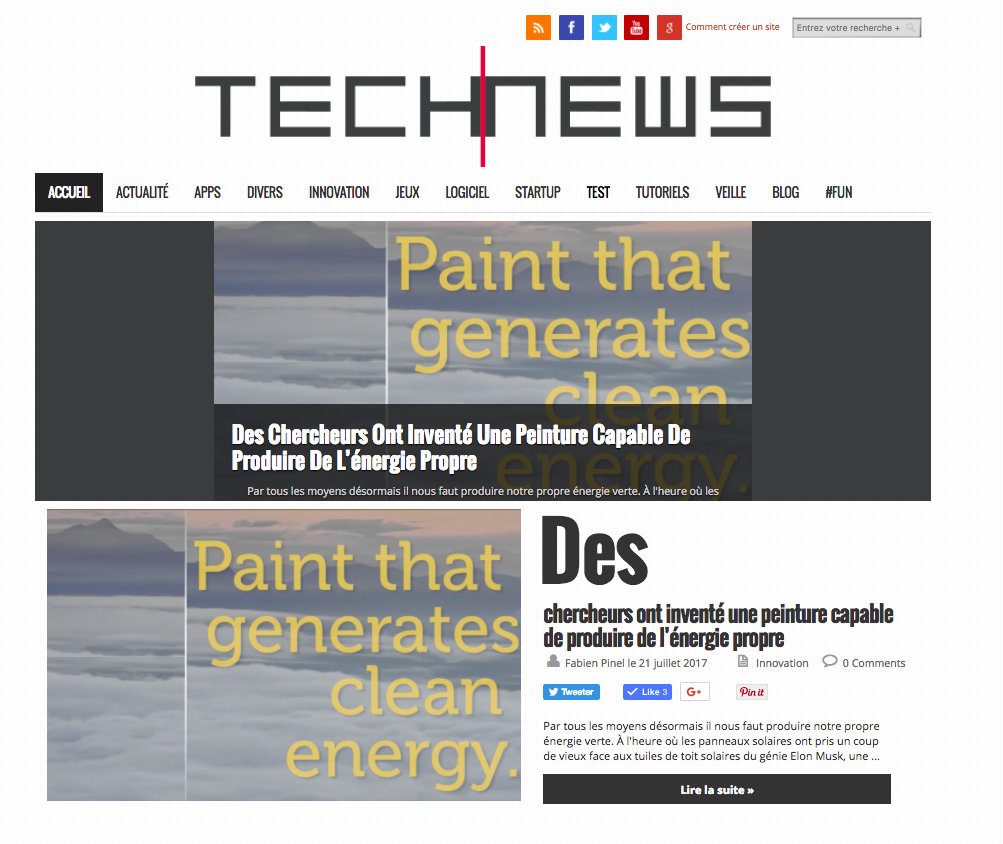 Comment créer un site
Entrez votre recherche +
TECHNEWS
ACCUEIL ACTUALITÉ APPS DIVERS INNOVATION JEUX LOGICIEL STARTUP TEST TUTORIELS VEILLE BLOG #FUN
Paint that
generates
clean
energy.
Des Chercheurs Ont Inventé Une Peinture Capable De
Produire De L'énergie Propre
Par tous les moyens désormais il nous faut produire notre propre énergie verte. À l'heure où les
Paint that
generates
clean
energy.
Des
chercheurs ont inventé une peinture capable
de produire de l'énergie propre
Fabien Pinel le 21 juillet 2017 Innovation 0 Comments
Tweeter Like 3 G+ Pin it
Par tous les moyens désormais il nous faut produire notre propre
énergie verte. À l'heure où les panneaux solaires ont pris un coup
de vieux face aux tuiles de toit solaires du génie Elon Musk, une ...
Lire la suite »